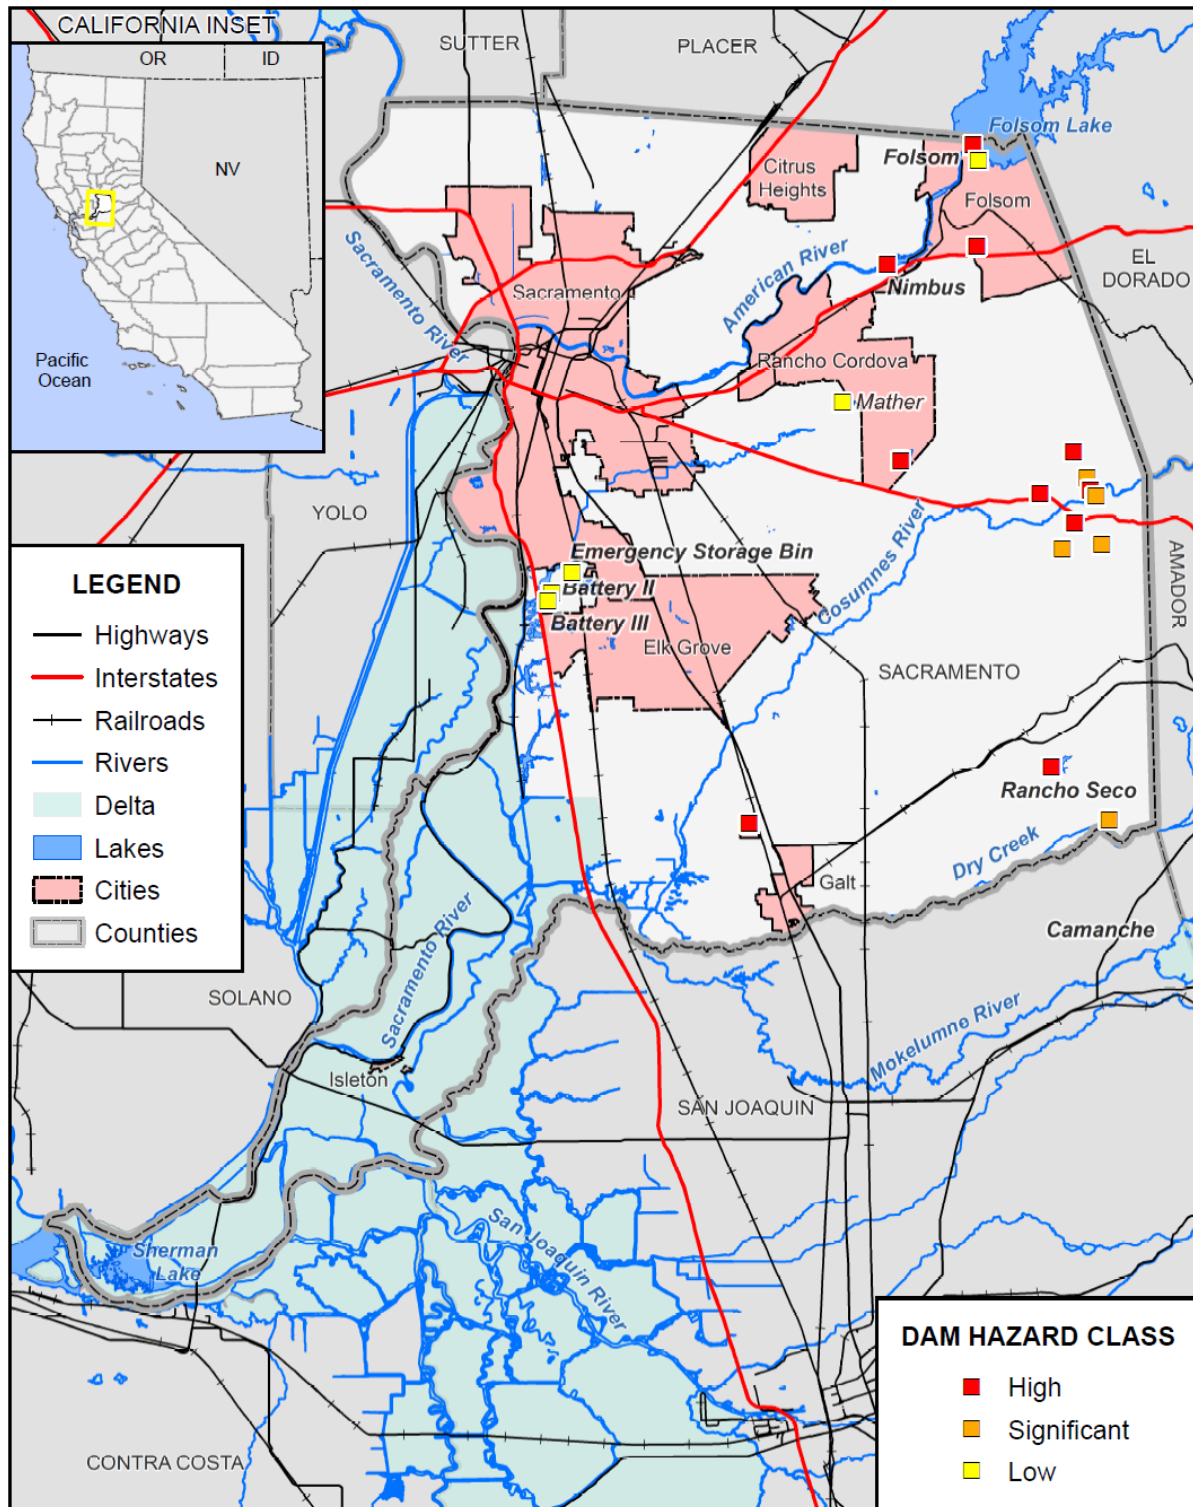 CALIFORNIA INSET
OR
ID
NV
Pacific
Ocean
SUTTER
PLACER
Folsom Lake
Folsom
Citrus
Heights
Folsom
EL
DORADO
Sacramento River
American River
Nimbus
Sacramento
Rancho Cordova
Mather
YOLO
Cosumnes River
AMADOR
Emergency Storage Bin
Battery II
Battery III
Elk Grove
SACRAMENTO
LEGEND
Highways
Interstates
Railroads
Rivers
Delta
Lakes
Cities
Counties
Rancho Seco
Dry Creek
Galt
Camanche
Sacramento River
SOLANO
Mokelumne River
Isleton
SAN JOAQUIN
San Joaquin River
Sherman
Lake
CONTRA COSTA
DAM HAZARD CLASS
High
Significant
Low